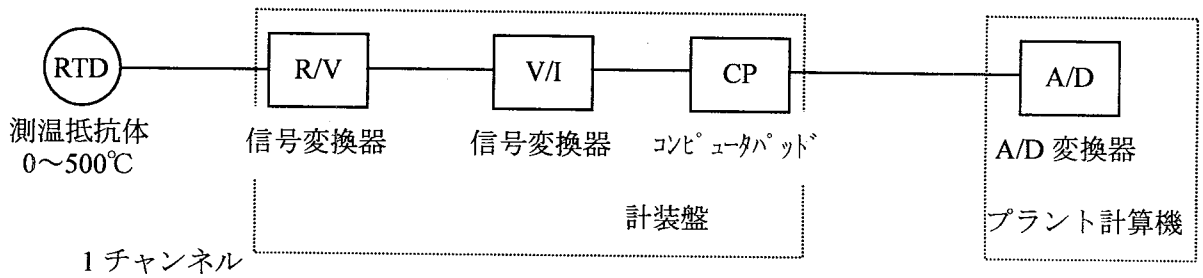 RTD
R/V
V/I
CP
A/D
測温抵抗体
0~500℃
信号変換器
信号変換器
コンピュータパッド
A/D 変換器
計装盤
プラント計算機
1 チャンネル